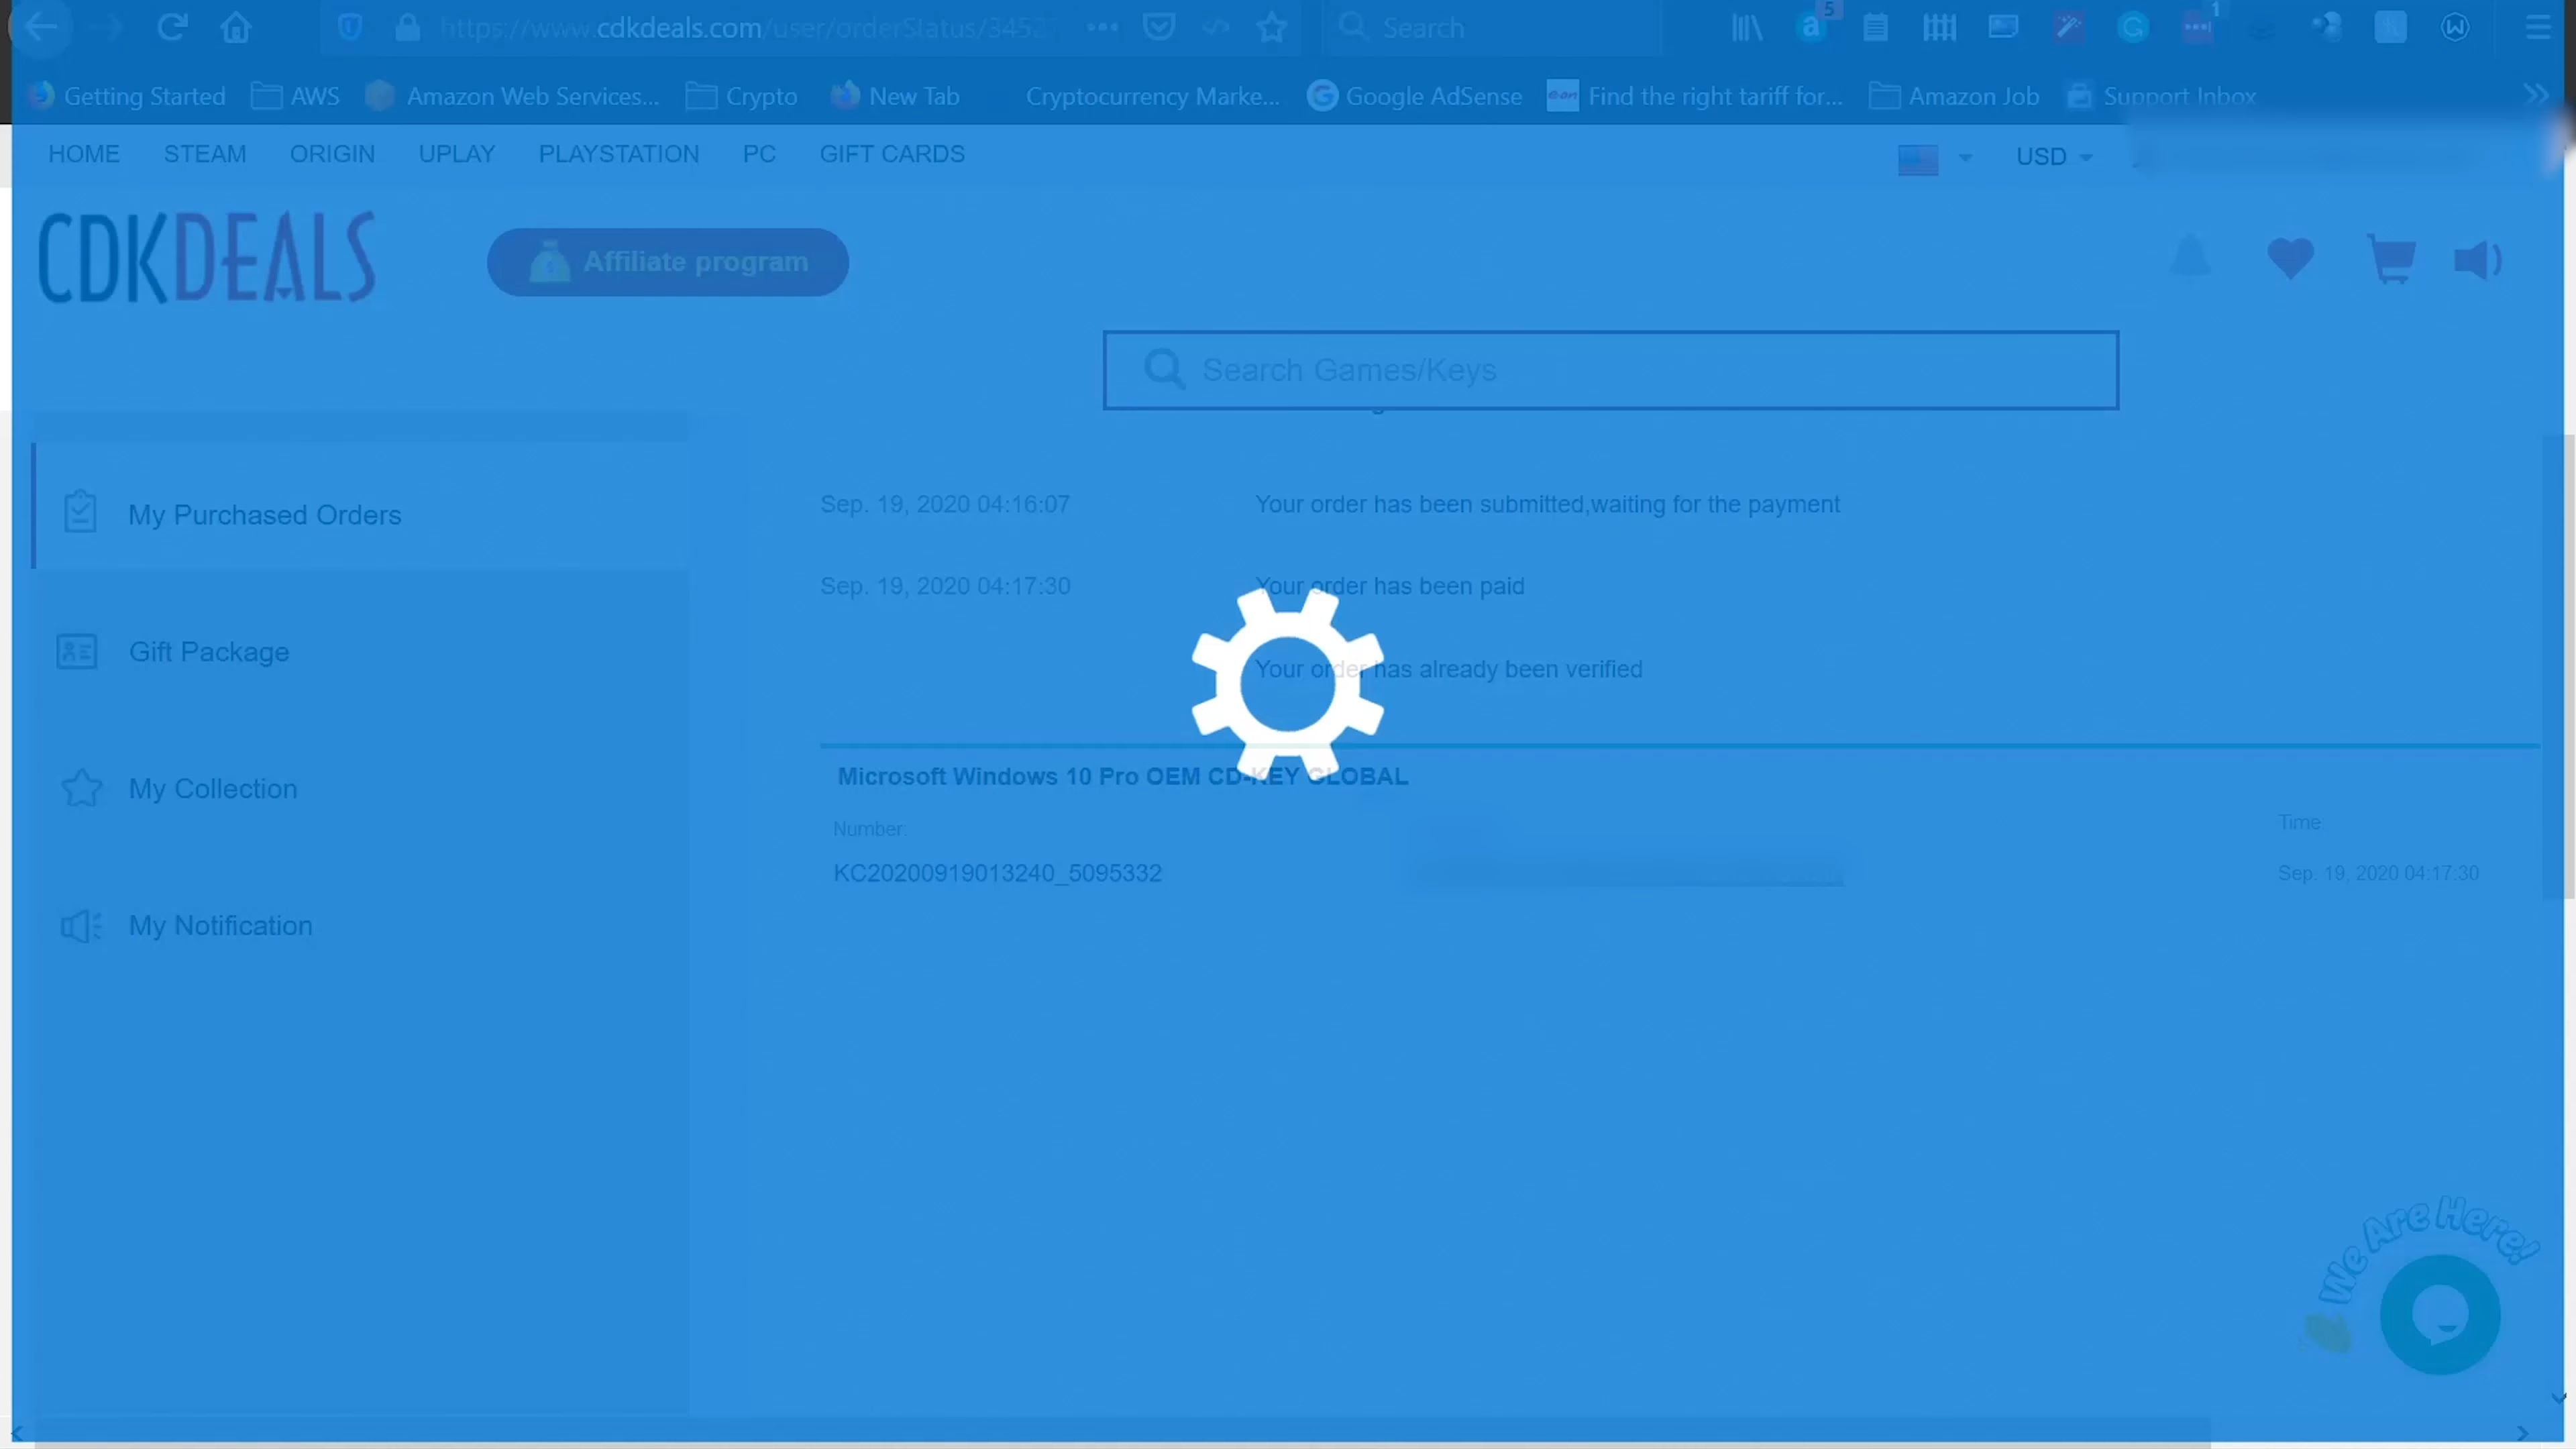 https://www.cdkdeals.com/user/orderStatus/3452
Search
5
1
Getting Started
AWS
Amazon Web Services...
Crypto
New Tab
Cryptocurrency Marke...
Google AdSense
e·on
Find the right tariff for...
Amazon Job
Support Inbox
HOME
STEAM
ORIGIN
UPLAY
PLAYSTATION
PC
GIFT CARDS
USD
CDKDEALS
Affiliate program
Search Games/Keys
My Purchased Orders
Gift Package
My Collection
My Notification
Sep. 19, 2020 04:16:07
Your order has been submitted,waiting for the payment
Sep. 19, 2020 04:17:30
Your order has been paid
Your order has already been verified
Microsoft Windows 10 Pro OEM CD-KEY GLOBAL
Number:
Time:
KC20200919013240_5095332
Sep. 19, 2020 04:17:30
We Are Here!